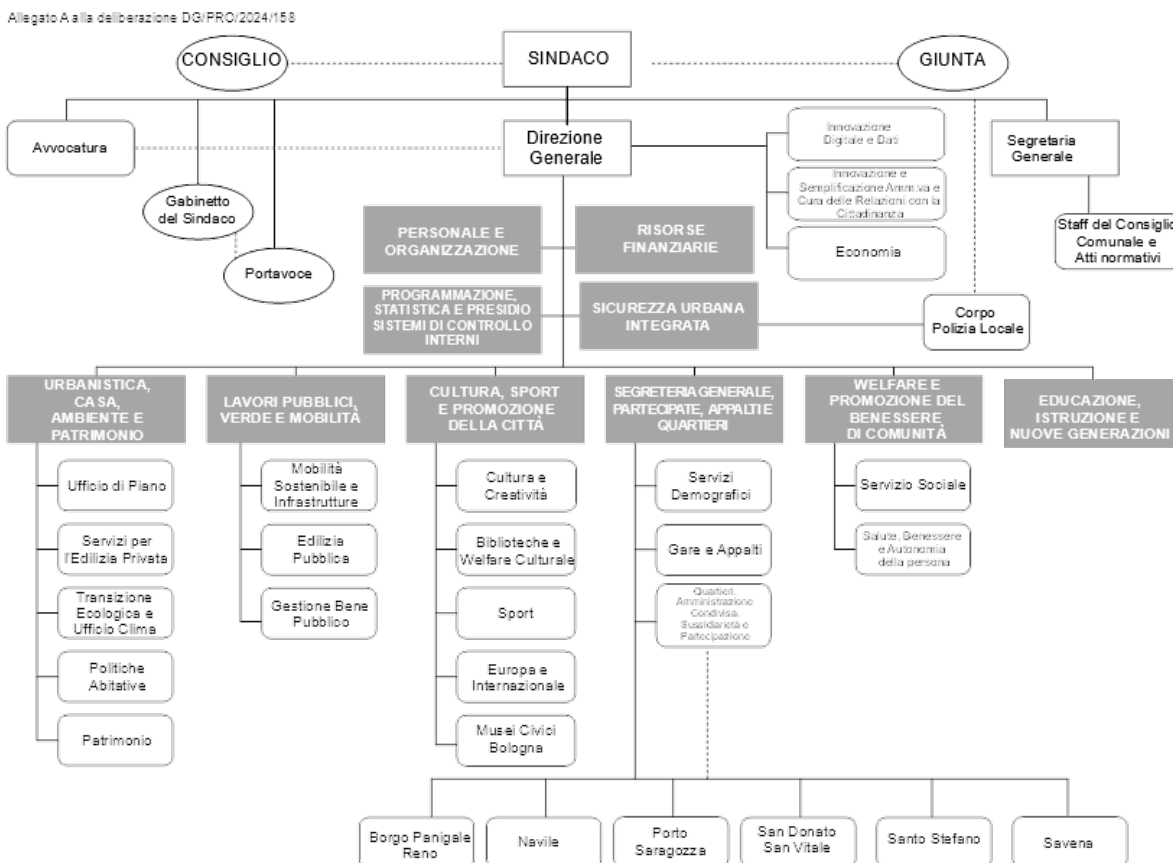 Allegato A alla deliberazione DG/PRO/2024/158
CONSIGLIO
SINDACO
GIUNTA
Avvocatura
Direzione
Generale
Innovazione
Digitale e Dati
Segretaria
Generale
Innovazione e
Semplificazione Amm.va e
Cura delle Relazioni con la
Cittadinanza
Gabinetto
del Sindaco
Staff del Consiglio
Comunale e
Atti normativi
PERSONALE E
ORGANIZZAZIONE
RISORSE
FINANZIARIE
Economia
Portavoce
PROGRAMMAZIONE,
STATISTICA E PRESIDIO
SISTEMI DI CONTROLLO
INTERNI
SICUREZZA URBANA
INTEGRATA
Corpo
Polizia Locale
URBANISTICA,
CASA,
AMBIENTE E
PATRIMONIO
LAVORI PUBBLICI,
VERDE E MOBILITÀ
CULTURA, SPORT
E PROMOZIONE
DELLA CITTÀ
SEGRETERIA GENERALE,
PARTECIPATE, APPALTI E
QUARTIERI
WELFARE E
PROMOZIONE DEL
BENESSERE
DI COMUNITÀ
EDUCAZIONE,
ISTRUZIONE E
NUOVE GENERAZIONI
Ufficio di Piano
Servizi per
l'Edilizia Privata
Transizione
Ecologica e
Ufficio Clima
Politiche
Abitative
Patrimonio
Mobilità
Sostenibile e
Infrastrutture
Edilizia
Pubblica
Gestione Bene
Pubblico
Cultura e
Creatività
Biblioteche e
Welfare Culturale
Sport
Europa e
Internazionale
Musei Civici
Bologna
Servizi
Demografici
Gare e Appalti
Quartieri,
Amministrazione
Condivisa,
Sussidiarietà e
Partecipazione
Servizio Sociale
Salute, Benessere
e Autonomia
della persona
Borgo Panigale
Reno
Navile
Porto
Saragozza
San Donato
San Vitale
Santo Stefano
Savena